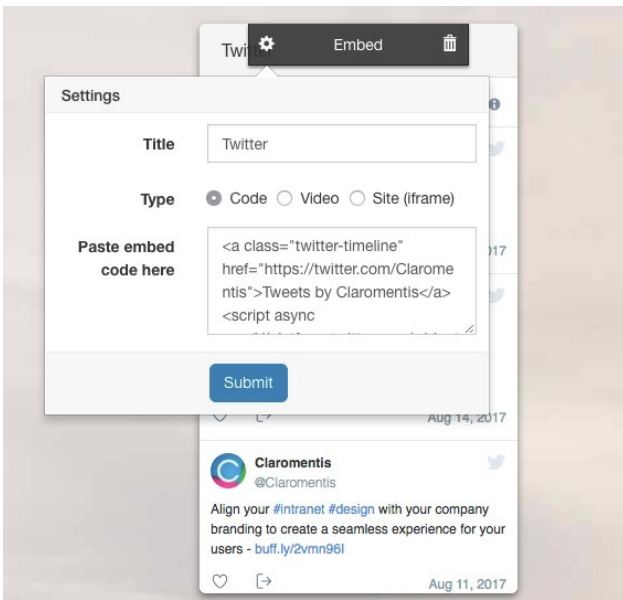 Twi
Embed
Settings
Title
Twitter
Type
Code
Video
Site (iframe)
Paste embed
code here
<a class="twitter-timeline"
href="https://twitter.com/Clarome
ntis">Tweets by Claromentis</a>
<script async
17
Aug 14, 2017
Claromentis
@Claromentis
Align your #intranet #design with your company
branding to create a seamless experience for your
users - buff.ly/2vmn96I
Aug 11, 2017
Submit